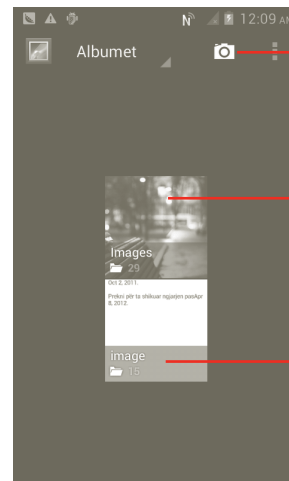 N 12:09 AM
Albumet
Images
29
Oct 2, 2011.
Prekni për ta shikuar ngjarjen pasApr
8, 2012.
image
18